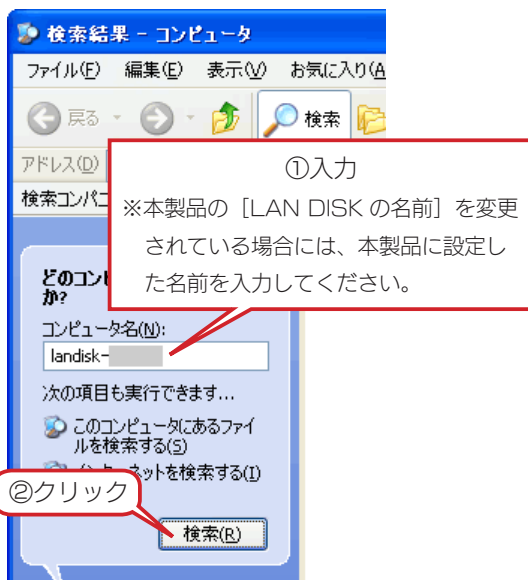 検索結果 - コンピュータ
ファイル(F) 編集(E) 表示(V) お気に入り(A
戻る 検索
アドレス(D)
検索コンパニ
①入力
※本製品の［LAN DISK の名前］を変更
されている場合には、本製品に設定し
た名前を入力してください。
どのコンピ
か?
コンピュータ名(N):
landisk-
次の項目も実行できます...
このコンピュータにあるファイ
ルを検索する(S)
ネットを検索する(I)
②クリック
検索(R)